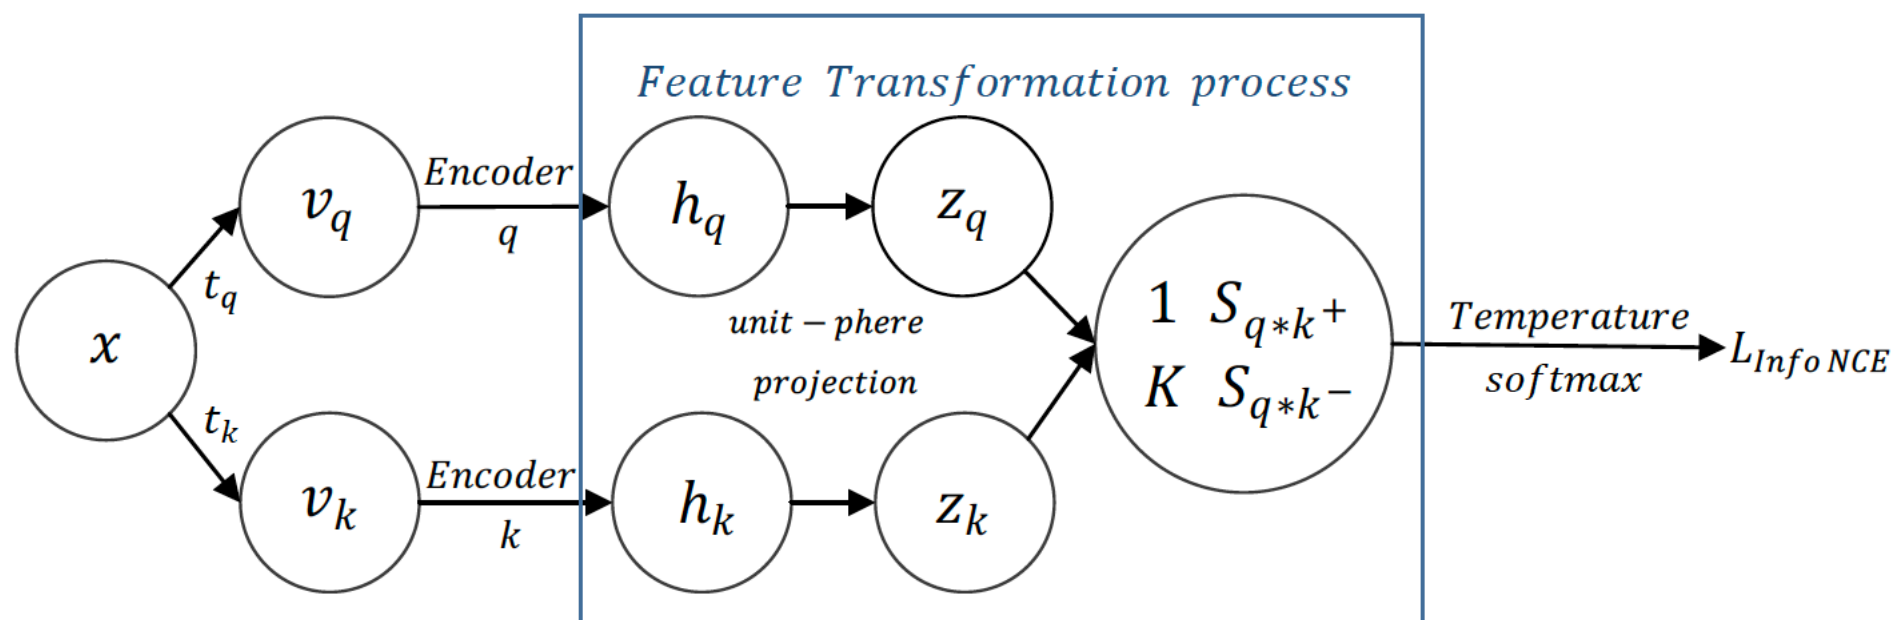 Feature Transformation process
x
t_q
t_k
v_q
v_k
Encoder
q
Encoder
k
h_q
z_q
unit – phere
projection
h_k
z_k
1 S_{q*k^+}
K S_{q*k^-}
Temperature
softmax
L_{Info NCE}